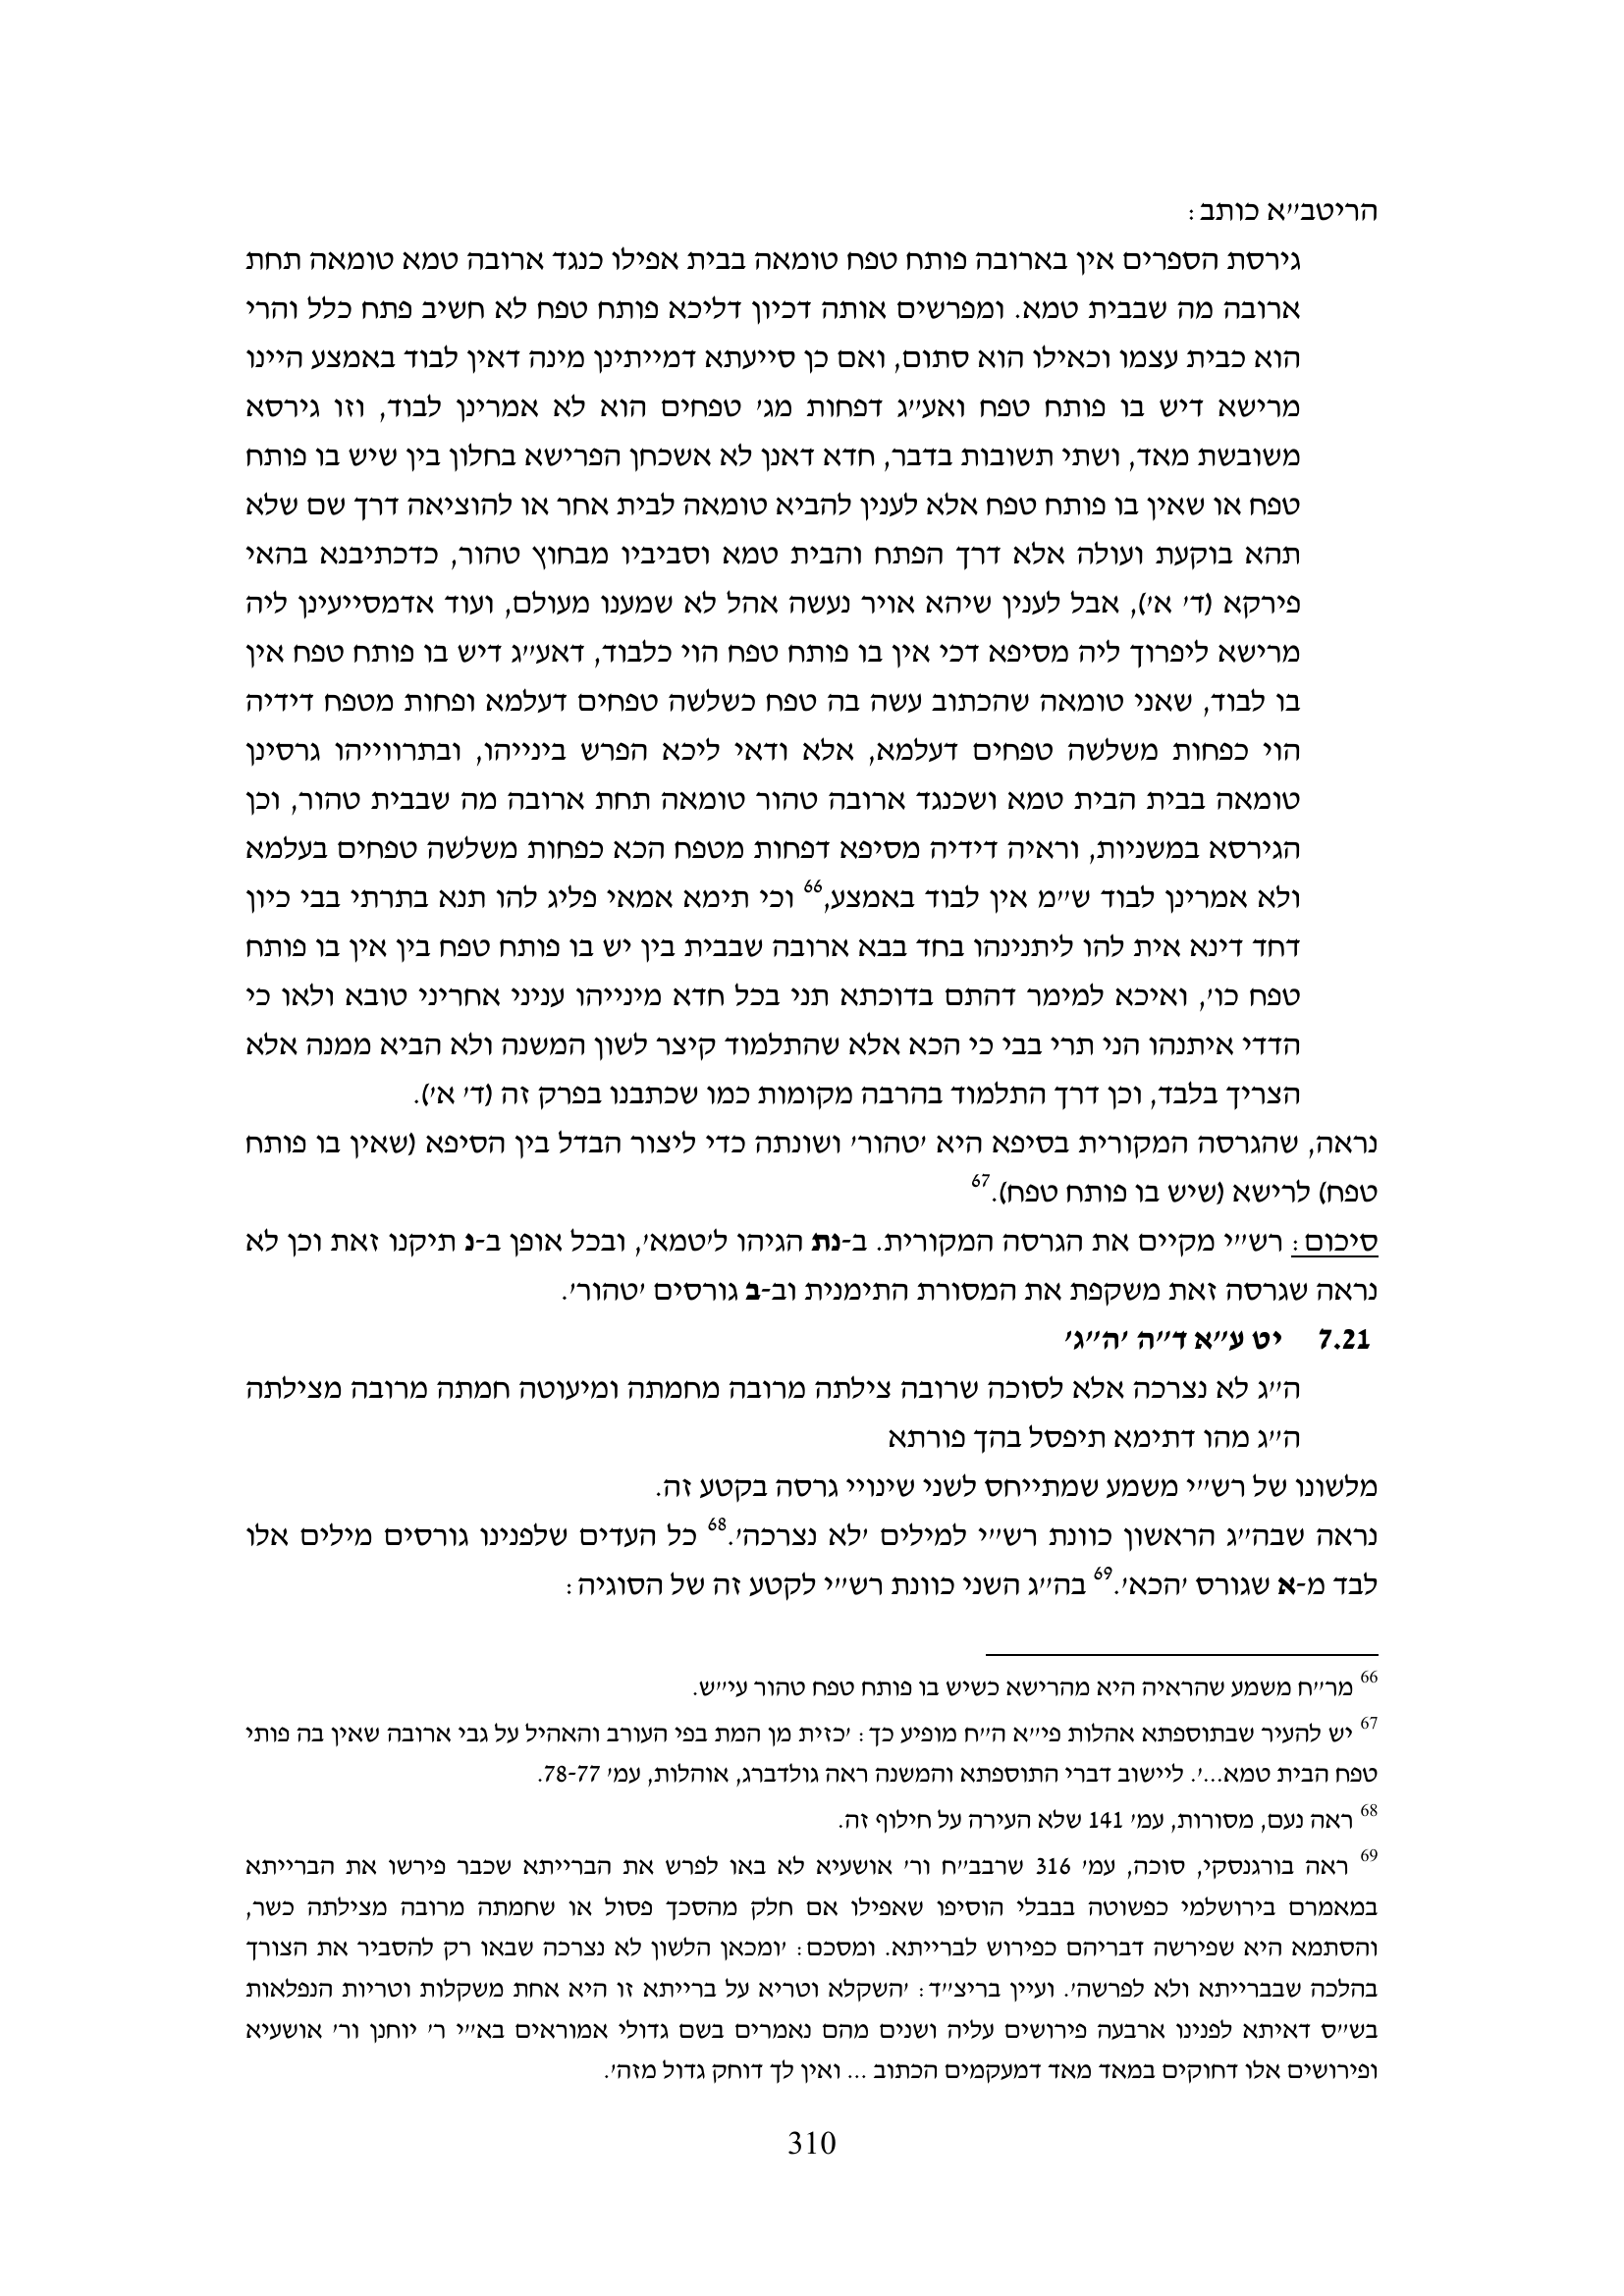 הריטב״א כותב:
גירסת הספרים אין בארובה פותח טפח טומאה בבית אפילו כנגד ארובה טמא טומאה תחת
ארובה מה שבבית טמא. ומפרשים אותה דכיון דליכא פותח טפח לא חשיב פתח כלל והרי
הוא כבית עצמו וכאילו הוא סתום, ואם כן סייעתא דמייתינן מינה דאין לבוד באמצע היינו
מרישא דיש בו פותח טפח ואע״ג דפחות מג׳ טפחים הוא לא אמרינן לבוד, וזו גירסא
משובשת מאד, ושתי תשובות בדבר, חדא דאנן לא אשכחן הפרישא בחלון בין שיש בו פותח
טפח או שאין בו פותח טפח אלא לענין להביא טומאה לבית אחר או להוציאה דרך שם שלא
תהא בוקעת ועולה אלא דרך הפתח והבית טמא וסביביו מבחוץ טהור, כדכתיבנא בהאי
פירקא (ד׳ א׳), אבל לענין שיהא אויר נעשה אהל לא שמענו מעולם, ועוד אדמסייעינן ליה
מרישא ליפרוך ליה מסיפא דכי אין בו פותח טפח הוי כלבוד, דאע״ג דיש בו פותח טפח אין
בו לבוד, שאני טומאה שהכתוב עשה בה טפח כשלשה טפחים דעלמא ופחות מטפח דידיה
הוי כפחות משלשה טפחים דעלמא, אלא ודאי ליכא הפרש בינייהו, ובתרווייהו גרסינן
טומאה בבית הבית טמא ושכנגד ארובה טהור טומאה תחת ארובה מה שבבית טהור, וכן
הגירסא במשניות, וראיה דידיה מסיפא דפחות מטפח הכא כפחות משלשה טפחים בעלמא
ולא אמרינן לבוד ש״מ אין לבוד באמצע,66 וכי תימא אמאי פליג להו תנא בתרתי בבי כיון
דחד דינא אית להו ליתנינהו בחד בבא ארובה שבבית בין יש בו פותח טפח בין אין בו פותח
טפח כו׳, ואיכא למימר דהתם בדוכתא תני בכל חדא מינייהו עניני אחריני טובא ולאו כי
הדדי איתנהו הני תרי בבי כי הכא אלא שהתלמוד קיצר לשון המשנה ולא הביא ממנה אלא
הצריך בלבד, וכן דרך התלמוד בהרבה מקומות כמו שכתבנו בפרק זה (ד׳ א׳).
נראה, שהגרסה המקורית בסיפא היא ׳טהור׳ ושונתה כדי ליצור הבדל בין הסיפא (שאין בו פותח
טפח) לרישא (שיש בו פותח טפח).67
סיכום: רש״י מקיים את הגרסה המקורית. ב-נת הגיהו ל׳טמא׳, ובכל אופן ב-נ תיקנו זאת וכן לא
נראה שגרסה זאת משקפת את המסורת התימנית וב-ב גורסים ׳טהור׳.
7.21 יט ע״א ד״ה ׳ה״ג׳
ה״ג לא נצרכה אלא לסוכה שרובה צילתה מרובה מחמתה ומיעוטה חמתה מרובה מצילתה
ה״ג מהו דתימא תיפסל בהך פורתא
מלשונו של רש״י משמע שמתייחס לשני שינויי גרסה בקטע זה.
נראה שבה״ג הראשון כוונת רש״י למילים ׳לא נצרכה׳.68 כל העדים שלפנינו גורסים מילים אלו
לבד מ-א שגורס ׳הכא׳.69 בה״ג השני כוונת רש״י לקטע זה של הסוגיה:
66 מר״ח משמע שהראיה היא מהרישא כשיש בו פותח טפח טהור עי״ש.
67 יש להעיר שבתוספתא אהלות פי״א ה״ח מופיע כך: ׳כזית מן המת בפי העורב והאהיל על גבי ארובה שאין בה פותי
טפח הבית טמא...׳. ליישוב דברי התוספתא והמשנה ראה גולדברג, אוהלות, עמ׳ 78-77.
68 ראה נעם, מסורות, עמ׳ 141 שלא העירה על חילוף זה.
69 ראה בורגנסקי, סוכה, עמ׳ 316 שרבב״ח ור׳ אושעיא לא באו לפרש את הברייתא שכבר פירשו את הברייתא
במאמרם בירושלמי כפשוטה בבבלי הוסיפו שאפילו אם חלק מהסכך פסול או שחמתה מרובה מצילתה כשר,
והסתמא היא שפירשה דבריהם כפירוש לברייתא. ומסכם: ׳ומכאן הלשון לא נצרכה שבאו רק להסביר את הצורך
בהלכה שבברייתא ולא לפרשה׳. ועיין בריצ״ד: ׳השקלא וטריא על ברייתא זו היא אחת משקלות וטריות הנפלאות
בש״ס דאיתא לפנינו ארבעה פירושים עליה ושנים מהם נאמרים בשם גדולי אמוראים בא״י ר׳ יוחנן ור׳ אושעיא
ופירושים אלו דחוקים במאד מאד דמעקמים הכתוב ... ואין לך דוחק גדול מזה׳.
310